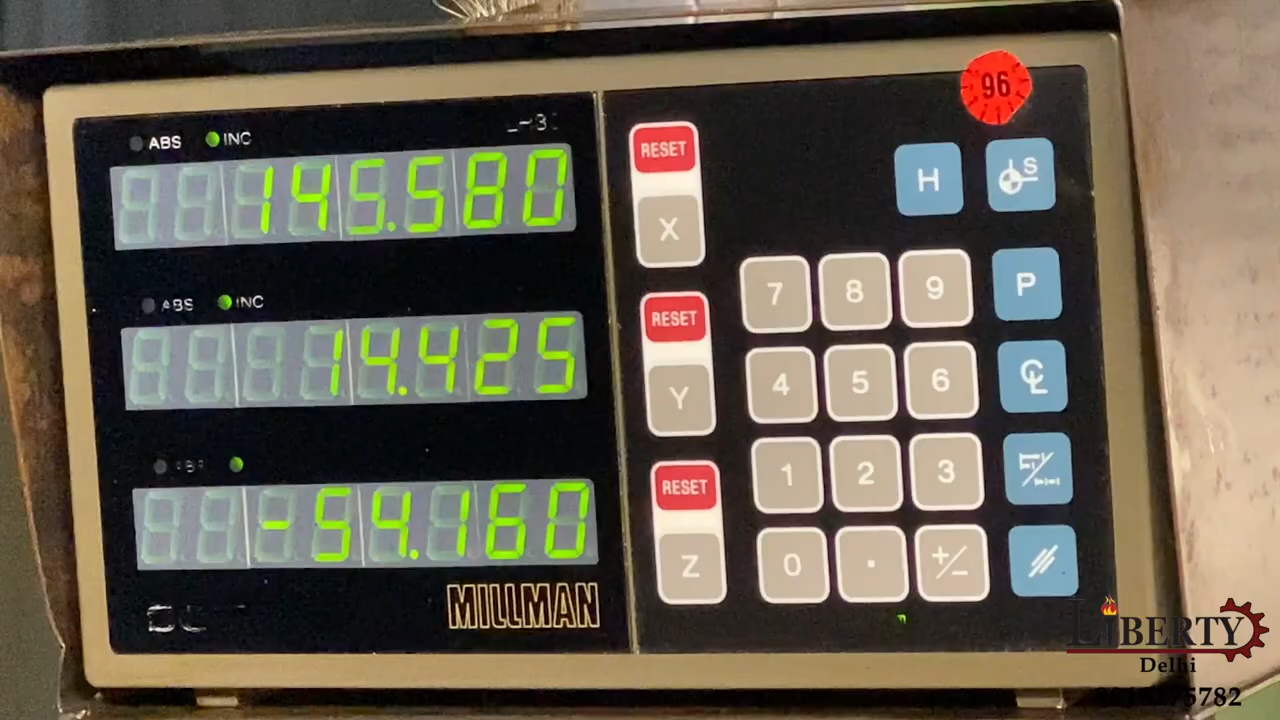 ABS INC
145.580
ABS INC
14.425
-54.160
MILLMAN
96
RESET
X
RESET
Y
RESET
Z
H
S
7 8 9 P
4 5 6 CL
1 2 3
0 . +/-
LIBERTY
Delhi